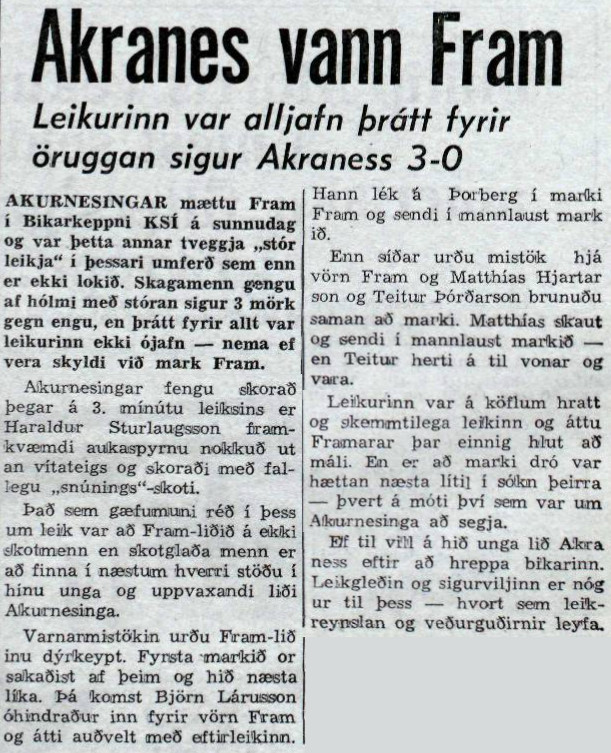 Akranes vann Fram
Leikurinn var alljafn þrátt fyrir
öruggan sigur Akraness 3-0
AKURNESINGAR mættu Fram
í Bikarkeppni KSÍ á sunnudag
og var þetta annar tveggja „stór
leikja“ í þessari umferð sem enn
er ekki lokið. Skagamenn gengu
af hólmi með stóran sigur 3 mörk
gegn engu, en þrátt fyrir allt var
leikurinn ekki ójafn — nema ef
vera skyldi við mark Fram.
Akurnesingar fengu skorað
þegar á 3. mínútu leiksins er
Haraldur Sturlaugsson fram-
kvæmdi aukaspyrnu nokkuð ut
an vítateigs og skoraði með fal-
legu „snúnings“-skoti.
Það sem gæfumuni réð í þess
um leik var að Fram-liðið á ekki
skotmenn en skotglaða menn er
að finna í næstum hverri stöðu í
hinu unga og uppvaxandi liði
Akurnesinga.
Varnarmistökin urðu Fram-lið
inu dýrkeypt. Fyrsta markið or
sakaðist af þeim og hið næsta
líka. Þá komst Björn Lárusson
óhindraður inn fyrir vörn Fram
og átti auðvelt með eftirleikinn.
Hann lék á Þorberg í marki
Fram og sendi í mannlaust mark
ið.
Enn síðar urðu mistök hjá
vörn Fram og Matthías Hjartar
son og Teitur Þórðarson brunuðu
saman að marki. Matthías skaut
og sendi í mannlaust markið —
en Teitur herti á til vonar og
vara.
Leikurinn var á köflum hratt
og skemmtilega leikinn og áttu
Framarar þar einnig hlut að
máli. En er að marki dró var
hættan næsta lítil í sókn þeirra
— þvert á móti því sem var um
Akurnesinga að segja.
Ef til vill á hið unga lið Akra
ness eftir að hreppa bikarinn.
Leikgleðin og sigurviljinn er nóg
ur til þess — hvort sem leik-
reynslan og veðurguðirnir leyfa.